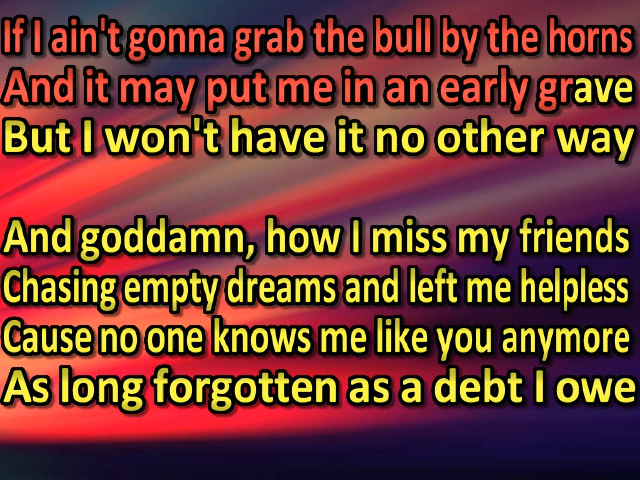 If I ain't gonna grab the bull by the horns
And it may put me in an early grave
But I won't have it no other way
And goddamn, how I miss my friends
Chasing empty dreams and left me helpless
Cause no one knows me like you anymore
As long forgotten as a debt I owe